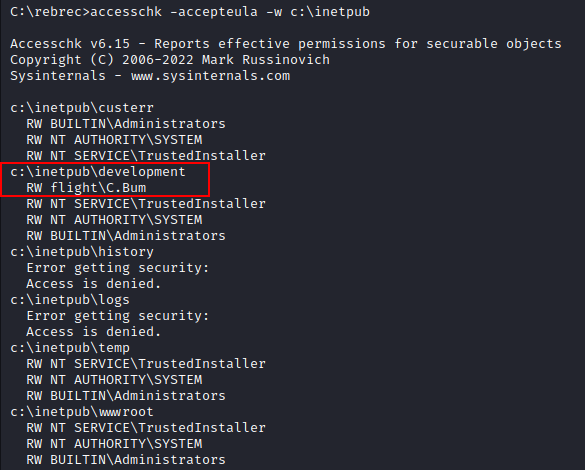 C:\rebrec>accesschk -accepteula -w c:\inetpub
Accesschk v6.15 - Reports effective permissions for securable objects
Copyright (C) 2006-2022 Mark Russinovich
Sysinternals - www.sysinternals.com
c:\inetpub\custerr
  RW BUILTIN\Administrators
  RW NT AUTHORITY\SYSTEM
  RW NT SERVICE\TrustedInstaller
c:\inetpub\development
  RW flight\C.Bum
  RW NT SERVICE\TrustedInstaller
  RW NT AUTHORITY\SYSTEM
  RW BUILTIN\Administrators
c:\inetpub\history
  Error getting security:
  Access is denied.
c:\inetpub\logs
  Error getting security:
  Access is denied.
c:\inetpub\temp
  RW NT SERVICE\TrustedInstaller
  RW NT AUTHORITY\SYSTEM
  RW BUILTIN\Administrators
c:\inetpub\wwwroot
  RW NT SERVICE\TrustedInstaller
  RW NT AUTHORITY\SYSTEM
  RW BUILTIN\Administrators